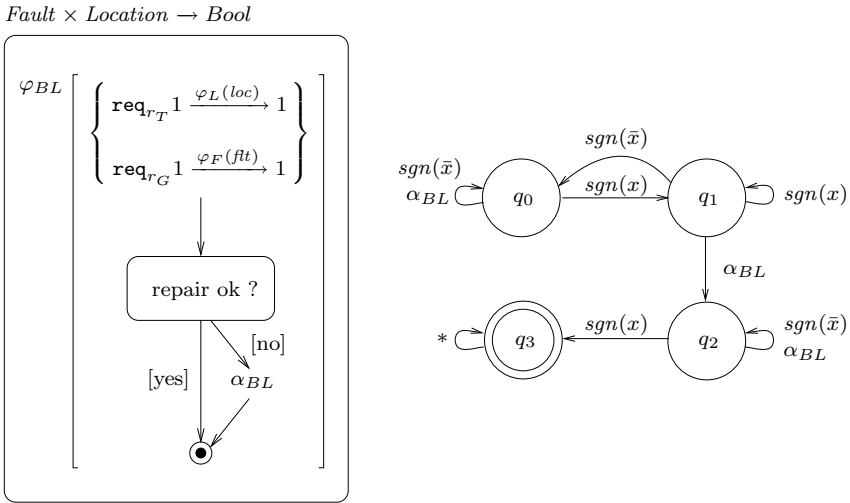 Fault × Location → Bool
φ_BL
req_{r_T} 1 —φ_L(loc)→ 1
req_{r_G} 1 —φ_F(flt)→ 1
repair ok ?
[no]
[yes]
α_BL
sgn(x̄)
sgn(x̄)
α_BL
q_0
sgn(x)
q_1
sgn(x)
α_BL
*
q_3
sgn(x)
q_2
sgn(x̄)
α_BL